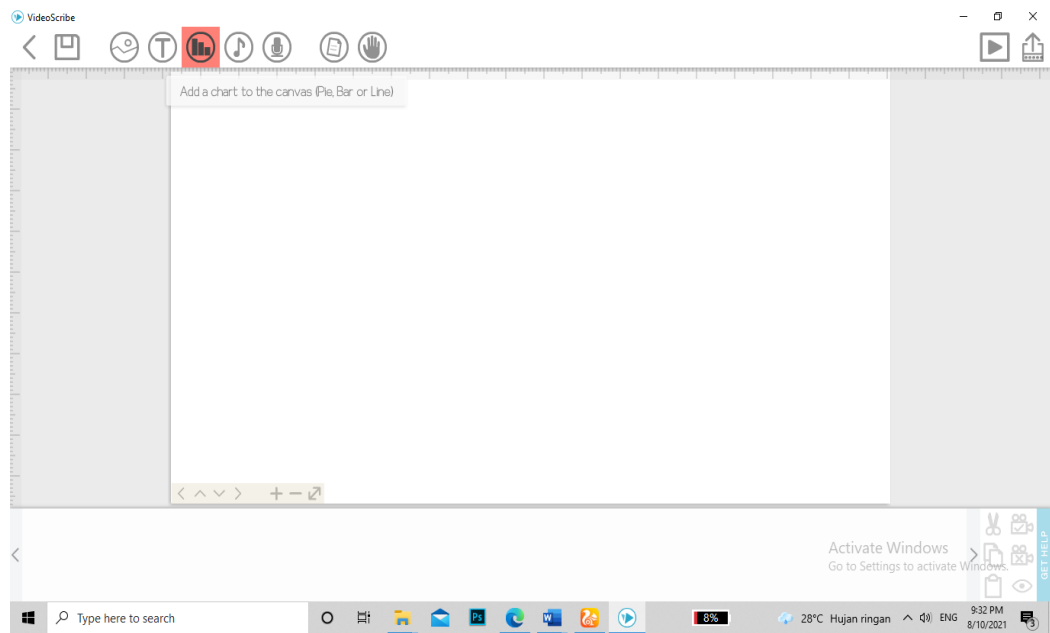 VideoScribe
Add a chart to the canvas (Pie, Bar or Line)
Activate Windows
Go to Settings to activate Windows.
GET HELP
Type here to search
8%
28°C Hujan ringan
ENG
9:32 PM
8/10/2021
3